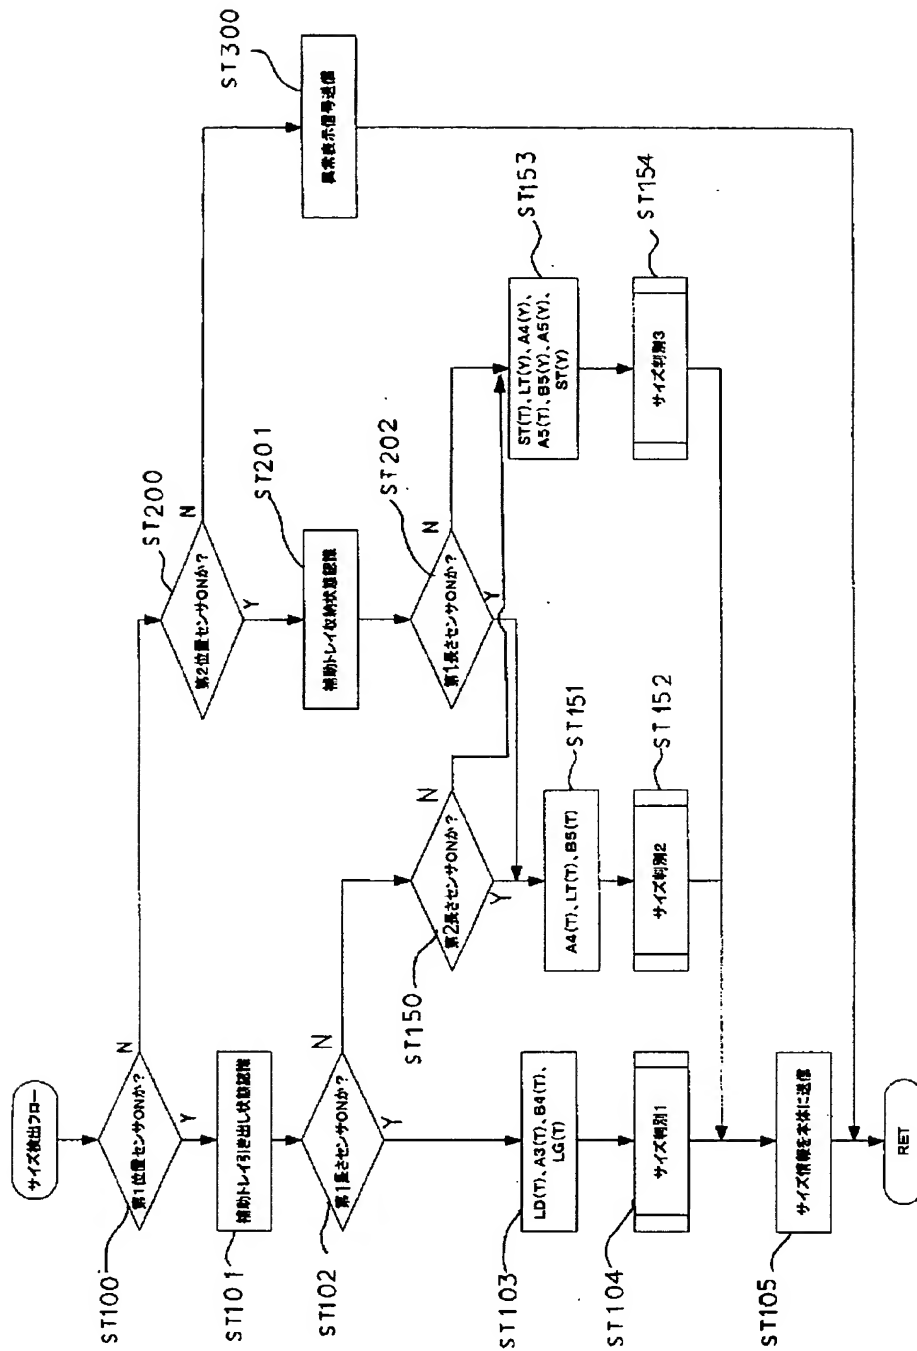 サイズ検出フロー
ST100
第1位置センサONか?
N
Y
ST101
補助トレイ引き出し状態認識
ST102
第1長さセンサONか?
N
Y
ST103
LD(T)、A3(T)、B4(T)、
LG(T)
ST104
サイズ判別1
ST105
サイズ情報を本体に送信
RET
ST150
第2長さセンサONか?
N
Y
ST151
A4(T)、LT(T)、B5(T)
ST152
サイズ判別2
ST200
第2位置センサONか?
N
Y
ST201
補助トレイ収納状態認識
ST202
第1長さセンサONか?
N
Y
ST153
ST(T)、LT(Y)、A4(Y)、
A5(T)、B5(Y)、A5(Y)、
ST(Y)
ST154
サイズ判別3
ST300
異常表示信号送信